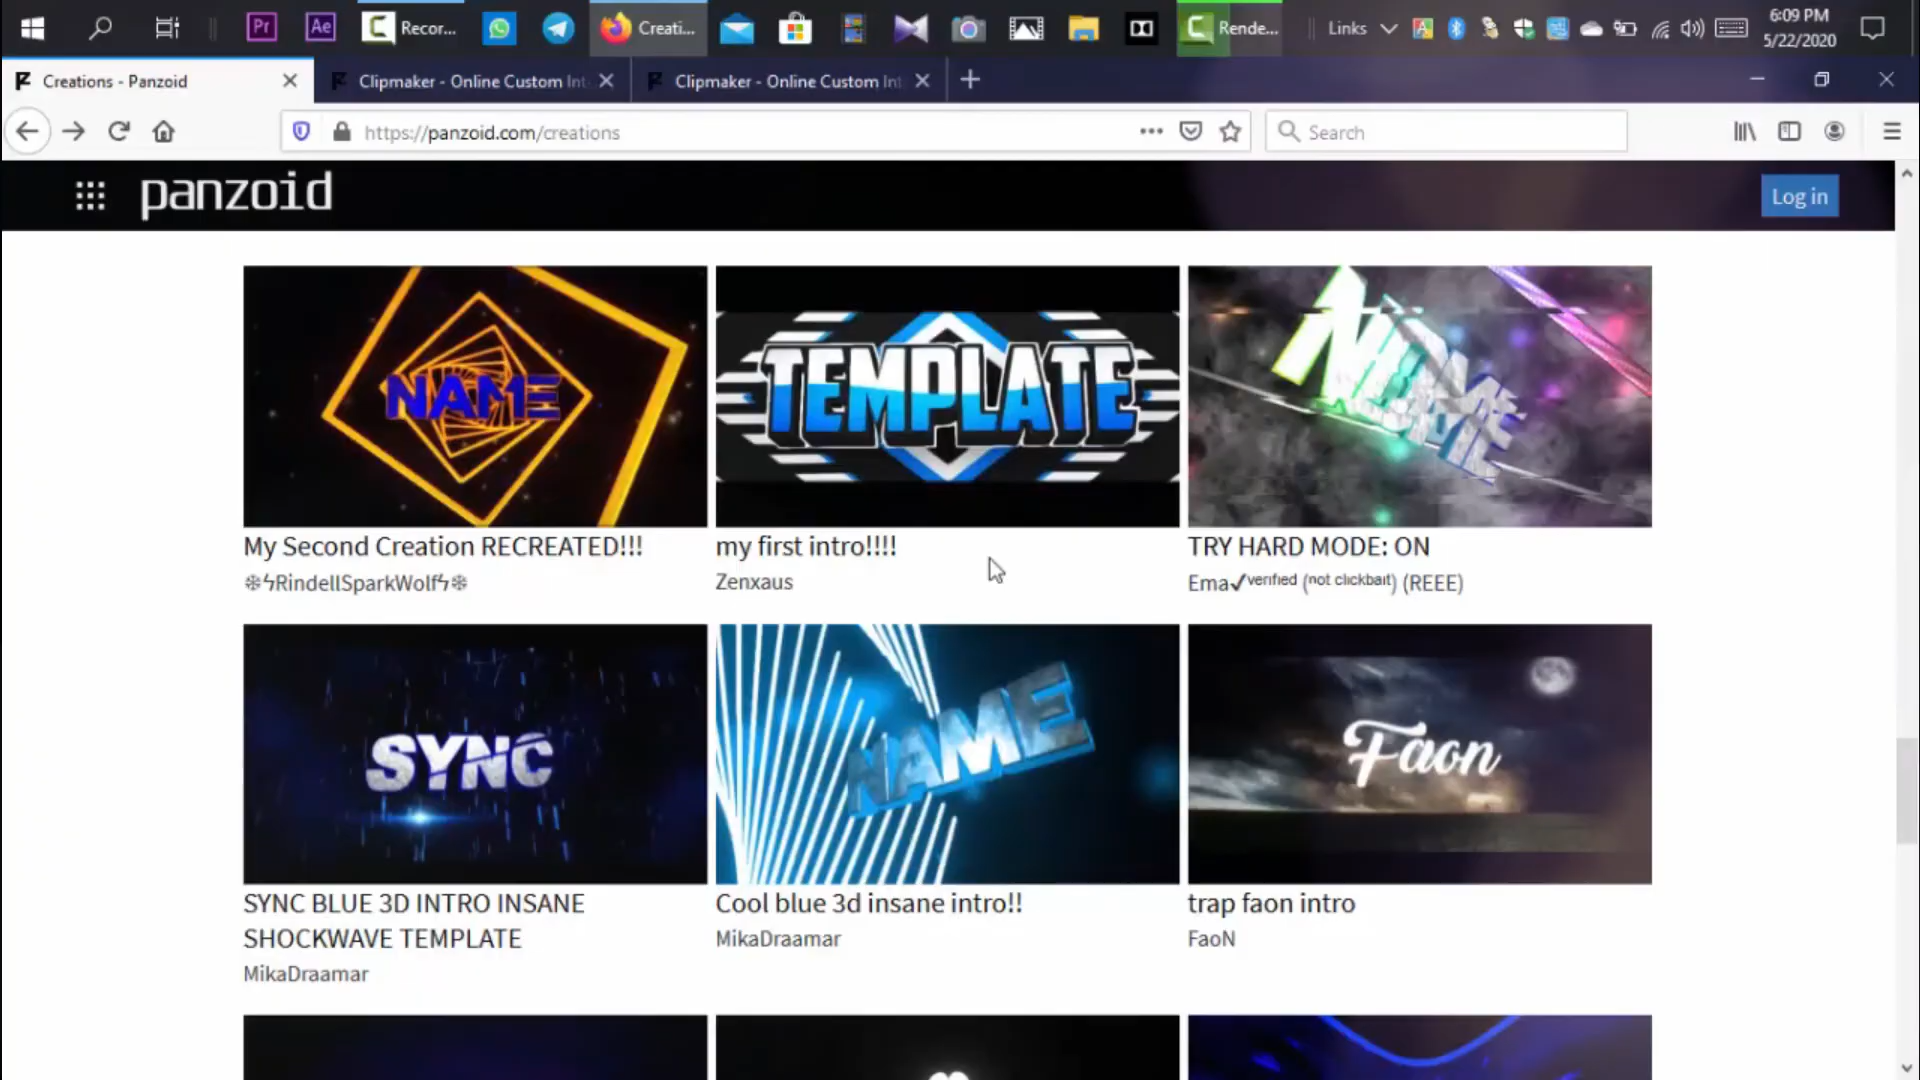 Pr
Ae
Recor...
Creati...
Rende...
Links
6:09 PM
5/22/2020
Creations - Panzoid
Clipmaker - Online Custom Int
Clipmaker - Online Custom Int
https://panzoid.com/creations
Search
panzoid
Log in
NAME
TEMPLATE
My Second Creation RECREATED!!!
my first intro!!!!
TRY HARD MODE: ON
❄ϟRindellSparkWolfϟ❄
Zenxaus
Ema✓verified (not clickbait) (REEE)
SYNC
NAME
Faon
SYNC BLUE 3D INTRO INSANE
SHOCKWAVE TEMPLATE
MikaDraamar
Cool blue 3d insane intro!!
MikaDraamar
trap faon intro
FaoN